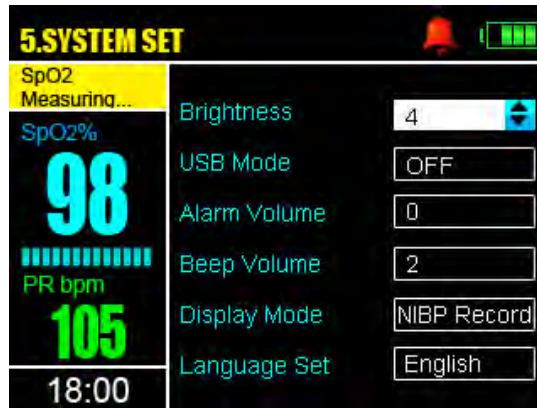 5.SYSTEM SET
SpO2
Measuring...
SpO2%
98
PR bpm
105
18:00
Brightness 4
USB Mode OFF
Alarm Volume 0
Beep Volume 2
Display Mode NIBP Record
Language Set English